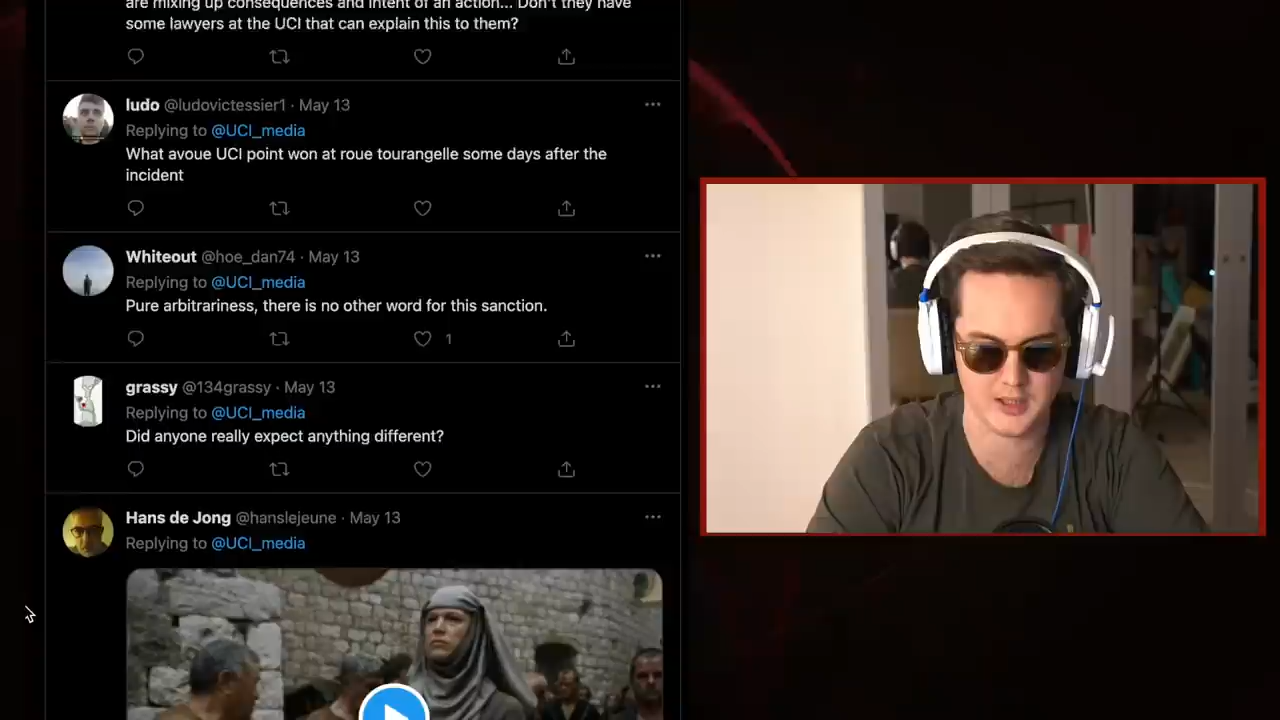 are mixing up consequences and intent of an action... Don't they have
some lawyers at the UCI that can explain this to them?
ludo @ludovictessier1 · May 13
Replying to @UCI_media
What avoue UCI point won at roue tourangelle some days after the
incident
Whiteout @hoe_dan74 · May 13
Replying to @UCI_media
Pure arbitrariness, there is no other word for this sanction.
1
grassy @134grassy · May 13
Replying to @UCI_media
Did anyone really expect anything different?
Hans de Jong @hanslejeune · May 13
Replying to @UCI_media